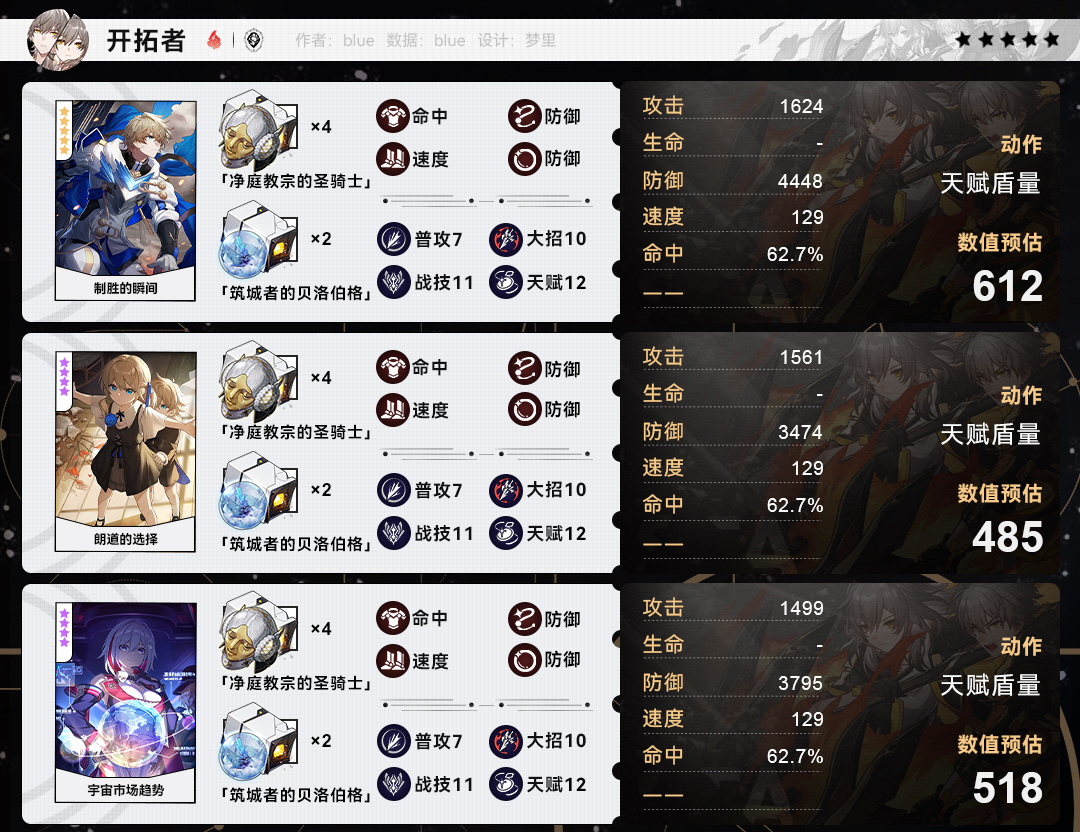 开拓者 作者：blue 数据：blue 设计：梦里
制胜的瞬间
×4
「净庭教宗的圣骑士」
×2
「筑城者的贝洛伯格」
命中 防御
速度 防御
普攻7 大招10
战技11 天赋12
攻击 1624
生命 -
防御 4448
速度 129
命中 62.7%
——
动作
天赋盾量
数值预估
612
朗道的选择
×4
「净庭教宗的圣骑士」
×2
「筑城者的贝洛伯格」
命中 防御
速度 防御
普攻7 大招10
战技11 天赋12
攻击 1561
生命 -
防御 3474
速度 129
命中 62.7%
——
动作
天赋盾量
数值预估
485
宇宙市场趋势
×4
「净庭教宗的圣骑士」
×2
「筑城者的贝洛伯格」
命中 防御
速度 防御
普攻7 大招10
战技11 天赋12
攻击 1499
生命 -
防御 3795
速度 129
命中 62.7%
——
动作
天赋盾量
数值预估
518